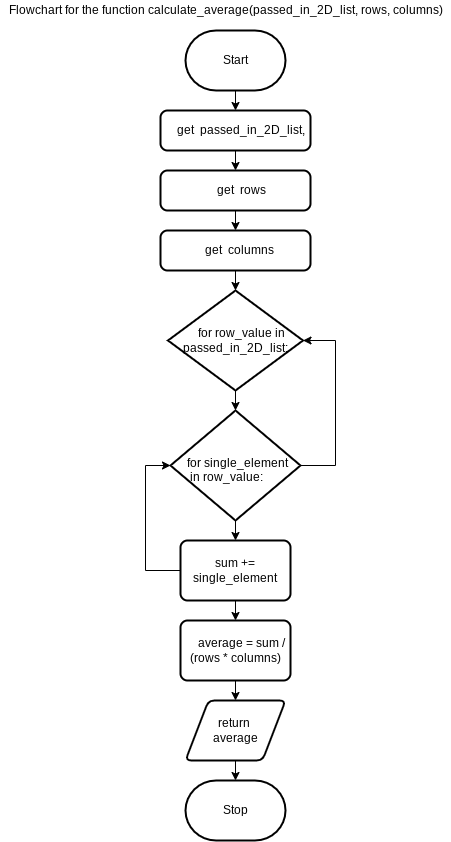 Flowchart for the function calculate_average(passed_in_2D_list, rows, columns)
Start
get passed_in_2D_list,
get rows
get columns
for row_value in
passed_in_2D_list:
for single_element
in row_value:
sum +=
single_element
average = sum /
(rows * columns)
return
average
Stop